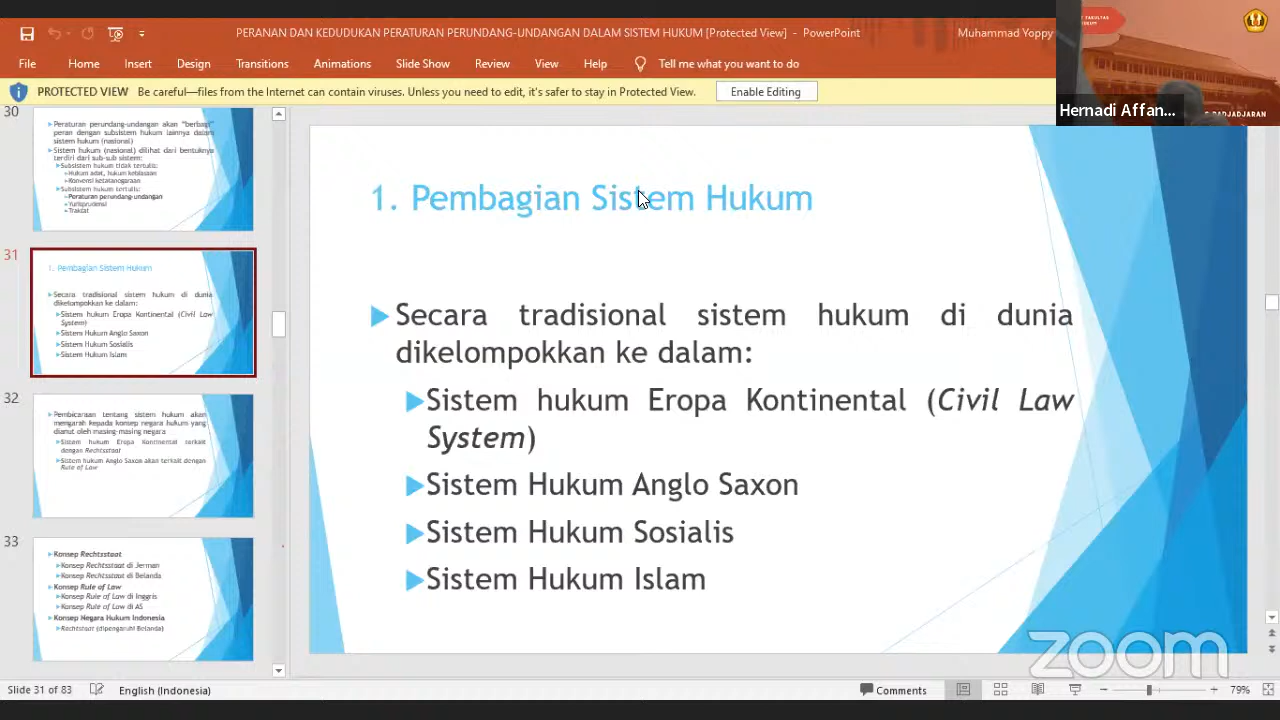 PERANAN DAN KEDUDUKAN PERATURAN PERUNDANG-UNDANGAN DALAM SISTEM HUKUM [Protected View] - PowerPoint
Muhammad Yoppy
File Home Insert Design Transitions Animations Slide Show Review View Help Tell me what you want to do
PROTECTED VIEW Be careful—files from the Internet can contain viruses. Unless you need to edit, it's safer to stay in Protected View. Enable Editing
FAKULTAS
HUKUM
PADJADJARAN
Hernadi Affan...
30
Peraturan perundang-undangan akan "berbagi"
peran dengan subsistem hukum lainnya dalam
sistem hukum (nasional)
Sistem hukum (nasional) dilihat dari bentuknya
terdiri dari sub-sub sistem:
Subsistem hukum tidak tertulis:
Hukum adat, hukum kebiasaan
Konvensi ketatanegaraan
Subsistem hukum tertulis:
Peraturan perundang-undangan
Yurisprudensi
Traktat
31
1. Pembagian Sistem Hukum
Secara tradisional sistem hukum di dunia
dikelompokkan ke dalam:
Sistem hukum Eropa Kontinental (Civil Law
System)
Sistem Hukum Anglo Saxon
Sistem Hukum Sosialis
Sistem Hukum Islam
32
Pembicaraan tentang sistem hukum akan
mengarah kepada konsep negara hukum yang
dianut oleh masing-masing negara
Sistem hukum Eropa Kontinental terkait
dengan Rechtsstaat
Sistem hukum Anglo Saxon akan terkait dengan
Rule of Law
33
Konsep Rechtsstaat
Konsep Rechtsstaat di Jerman
Konsep Rechtsstaat di Belanda
Konsep Rule of Law
Konsep Rule of Law di Inggris
Konsep Rule of Law di AS
Konsep Negara Hukum Indonesia
Rechtsstaat (dipengaruhi Belanda)
1. Pembagian Sistem Hukum
Secara tradisional sistem hukum di dunia
dikelompokkan ke dalam:
Sistem hukum Eropa Kontinental (Civil Law
System)
Sistem Hukum Anglo Saxon
Sistem Hukum Sosialis
Sistem Hukum Islam
zoom
Slide 31 of 83 English (Indonesia) Comments 79%